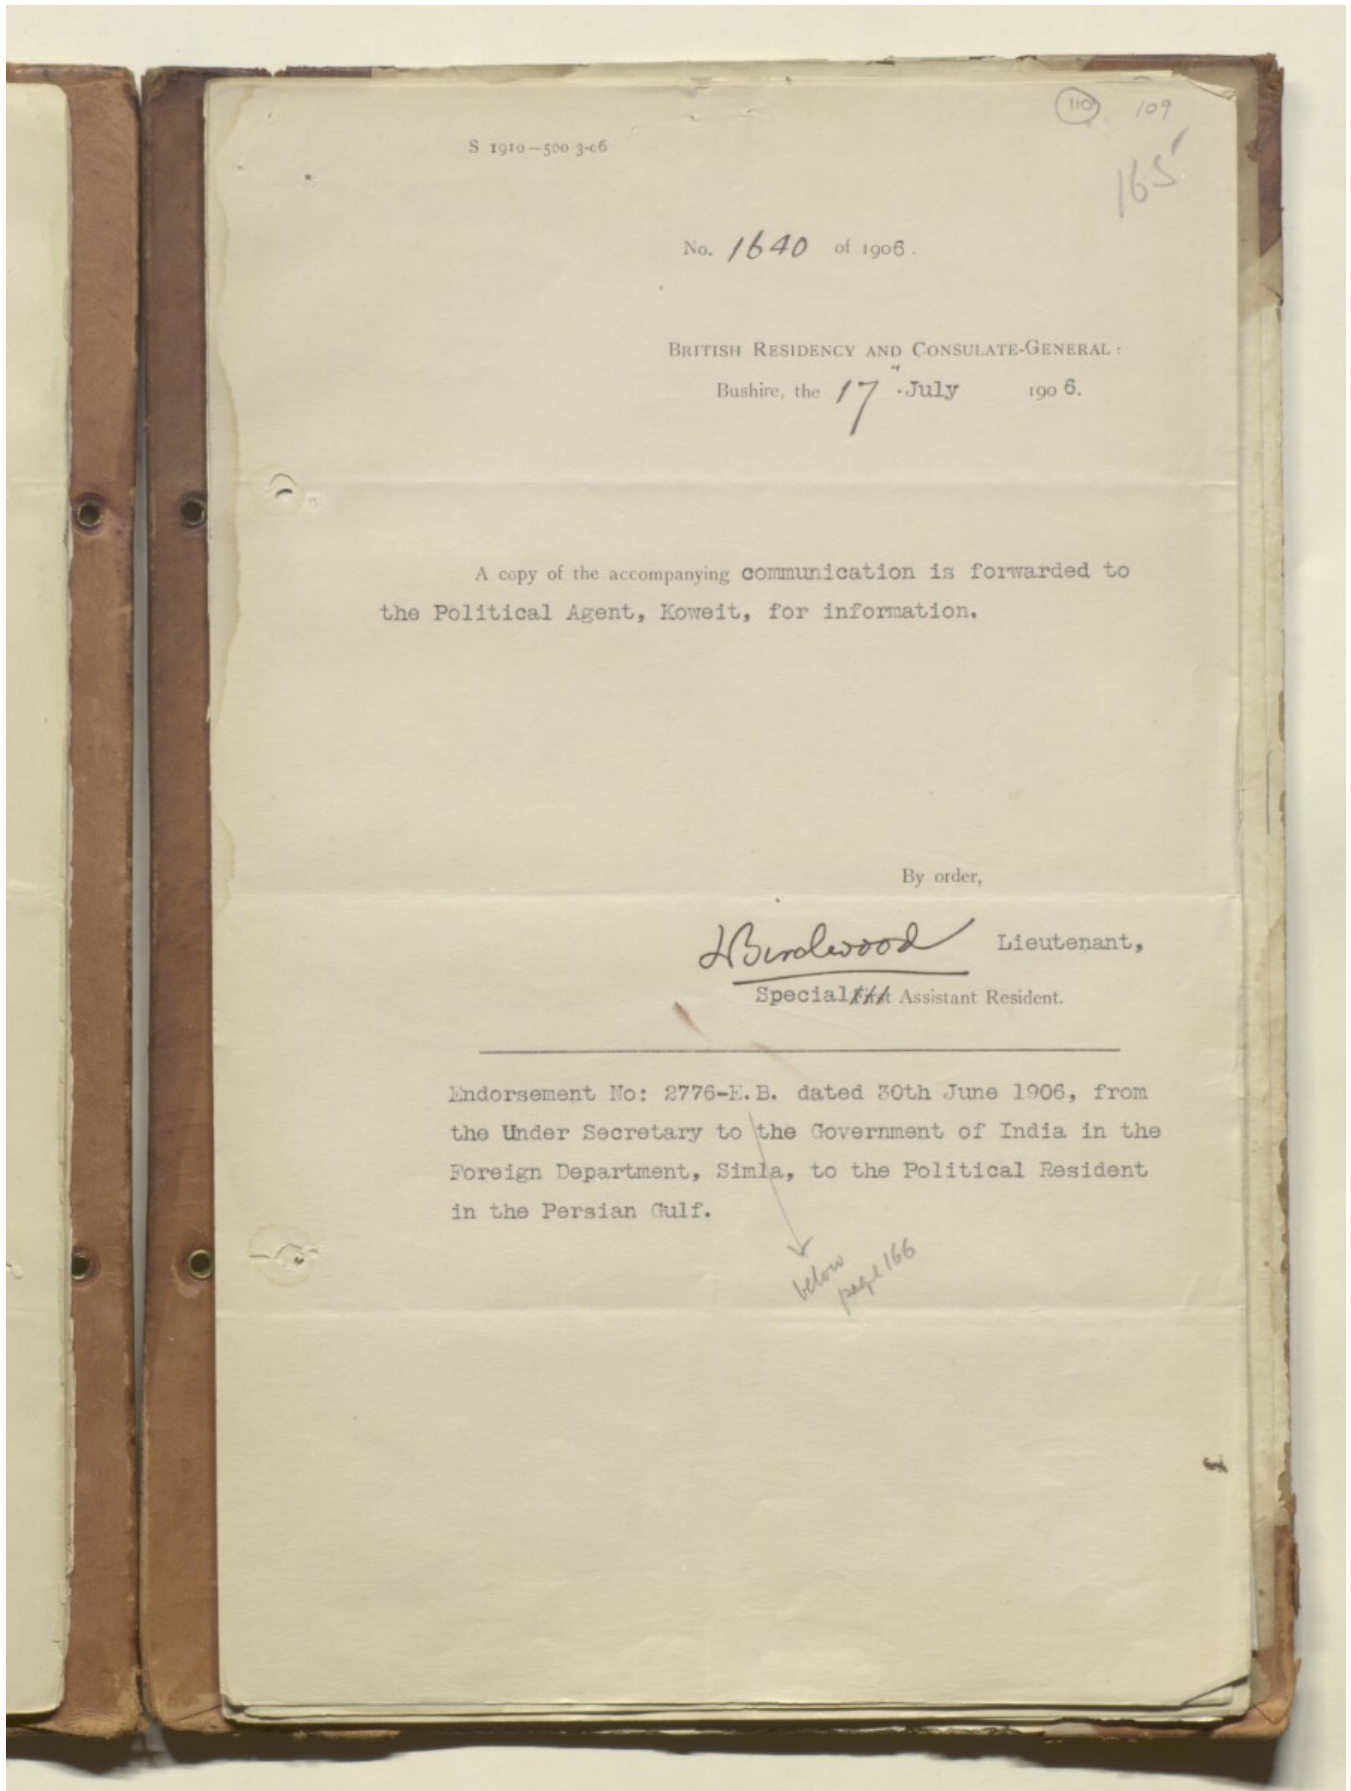 110 109
S 1910—500-3-06
165
No. 1640 of 1906.
BRITISH RESIDENCY AND CONSULATE-GENERAL:
Bushire, the 17" July 1906.
A copy of the accompanying communication is forwarded to
the Political Agent, Koweit, for information.
By order,
Birdwood Lieutenant,
Special First Assistant Resident.
Endorsement No: 2776-E.B. dated 30th June 1906, from
the Under Secretary to the Government of India in the
Foreign Department, Simla, to the Political Resident
in the Persian Gulf.
below
page 166